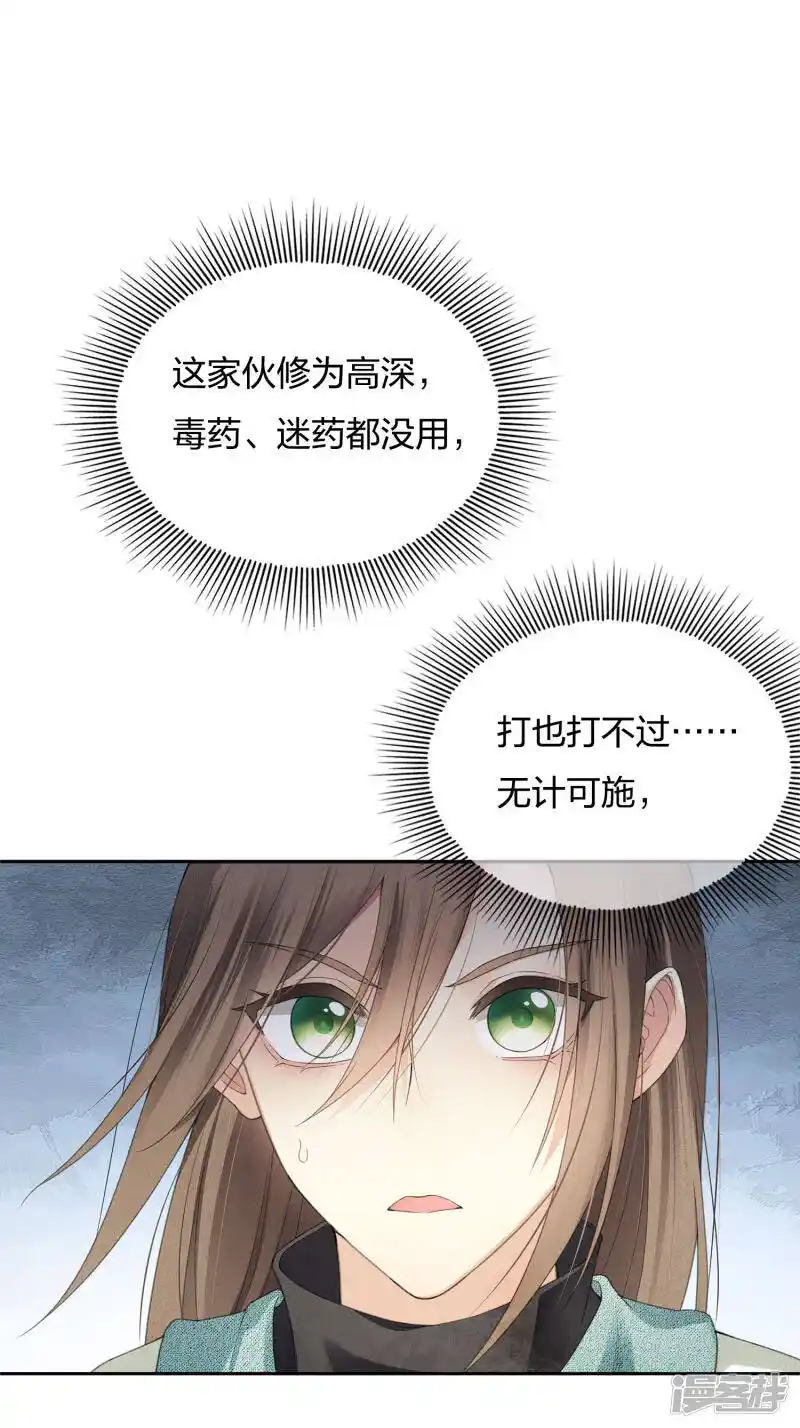 这家伙修为高深，
毒药、迷药都没用，
打也打不过……
无计可施，
漫客栈